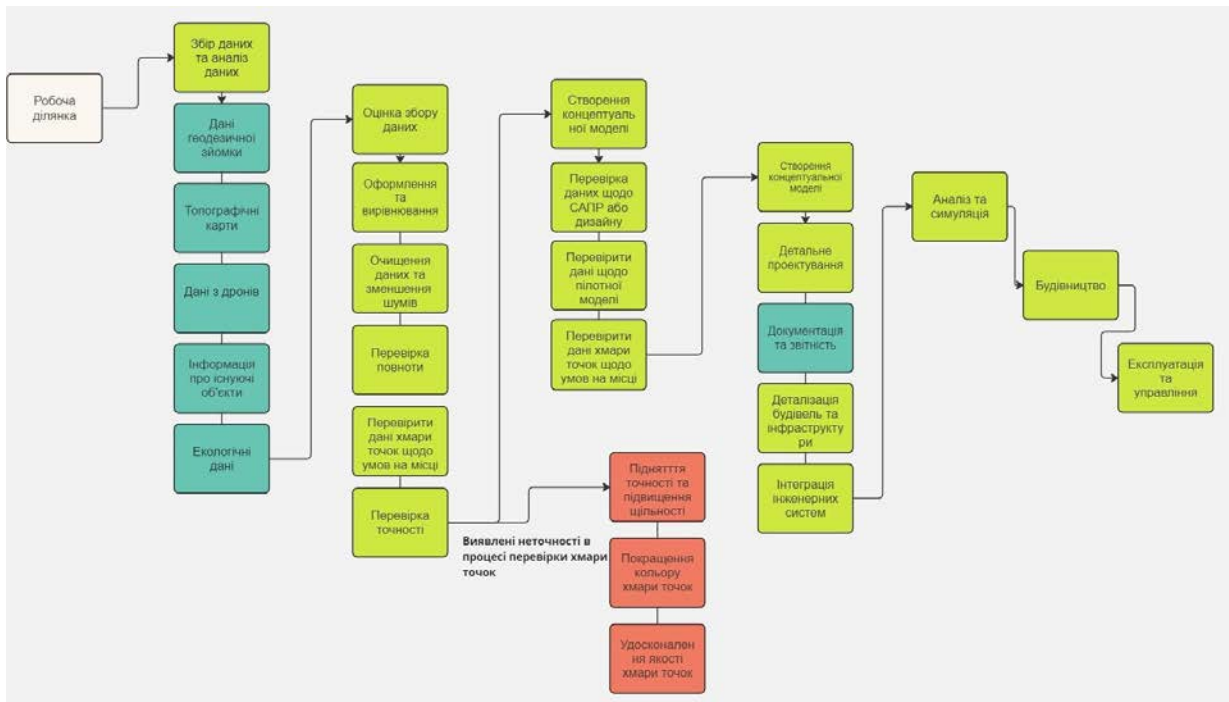 Робоча
ділянка
Збір даних
та аналіз
даних
Дані
геодезичної
зйомки
Топографічні
карти
Дані з дронів
Інформація
про існуючі
об'єкти
Екологічні
дані
Оцінка збору
даних
Оформлення
та
вирівнювання
Очищення
даних та
зменшення
шумів
Перевірка
повноти
Перевірити
дані хмари
точок щодо
умов на місці
Перевірка
точності
Виявлені неточності в
процесі перевірки хмари
точок
Створення
концептуаль
ної моделі
Перевірка
даних щодо
САПР або
дизайну
Перевірити
дані щодо
пілотної
моделі
Перевірити
дані хмари
точок щодо
умов на місці
Підняттття
точності та
підвищення
щільності
Покращення
кольору
хмари точок
Удосконален
ня якості
хмари точок
Створення
концептуальної
моделі
Детальне
проектування
Документація
та звітність
Деталізація
будівель та
інфраструкту
ри
Інтеграція
інженерних
систем
Аналіз та
симуляція
Будівництво
Експлуатація
та
управління